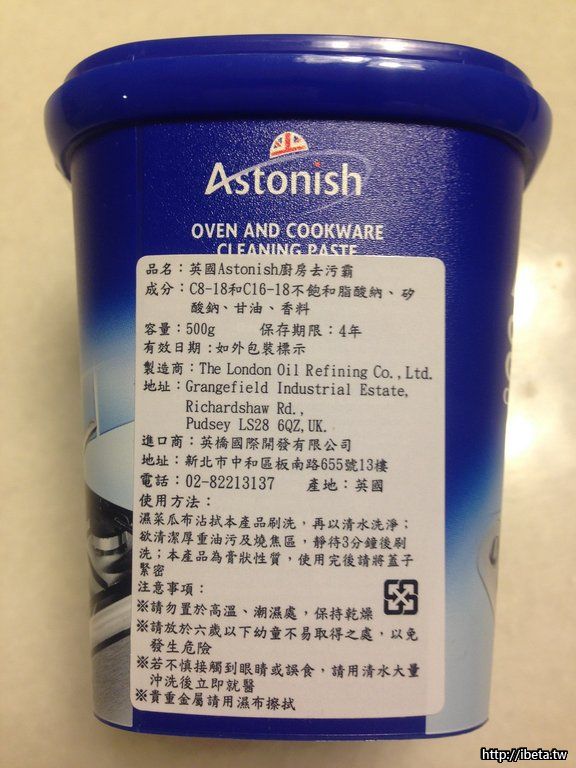 Astonish
OVEN AND COOKWARE
CLEANING PASTE
品名：英國Astonish廚房去污霸
成分：C8-18和C16-18不飽和脂酸納、矽
酸鈉、甘油、香料
容量：500g 保存期限：4年
有效日期：如外包裝標示
製造商：The London Oil Refining Co.,Ltd.
地址：Grangefield Industrial Estate,
Richardshaw Rd.,
Pudsey LS28 6QZ,UK.
進口商：英橋國際開發有限公司
地址：新北市中和區板南路655號13樓
電話：02-82213137 產地：英國
使用方法：
濕菜瓜布沾拭本產品刷洗，再以清水洗淨；
欲清潔厚重油污及燒焦區，靜待3分鐘後刷
洗；本產品為膏狀性質，使用完後請將蓋子
緊密
注意事項：
※請勿置於高溫、潮濕處，保持乾燥
※請放於六歲以下幼童不易取得之處，以免
發生危險
※若不慎接觸到眼睛或誤食，請用清水大量
沖洗後立即就醫
※貴重金屬請用濕布擦拭
http://ibeta.tw